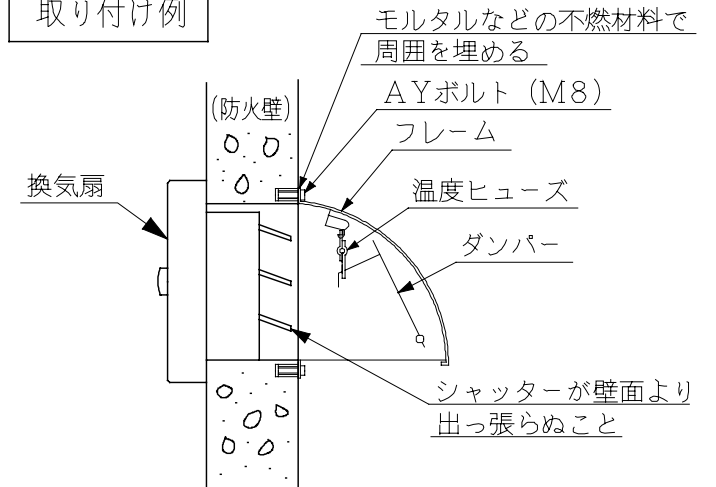 取り付け例
モルタルなどの不燃材料で
周囲を埋める
(防火壁)
AYボルト(M8)
フレーム
換気扇
温度ヒューズ
ダンパー
シャッターが壁面より
出っ張らぬこと